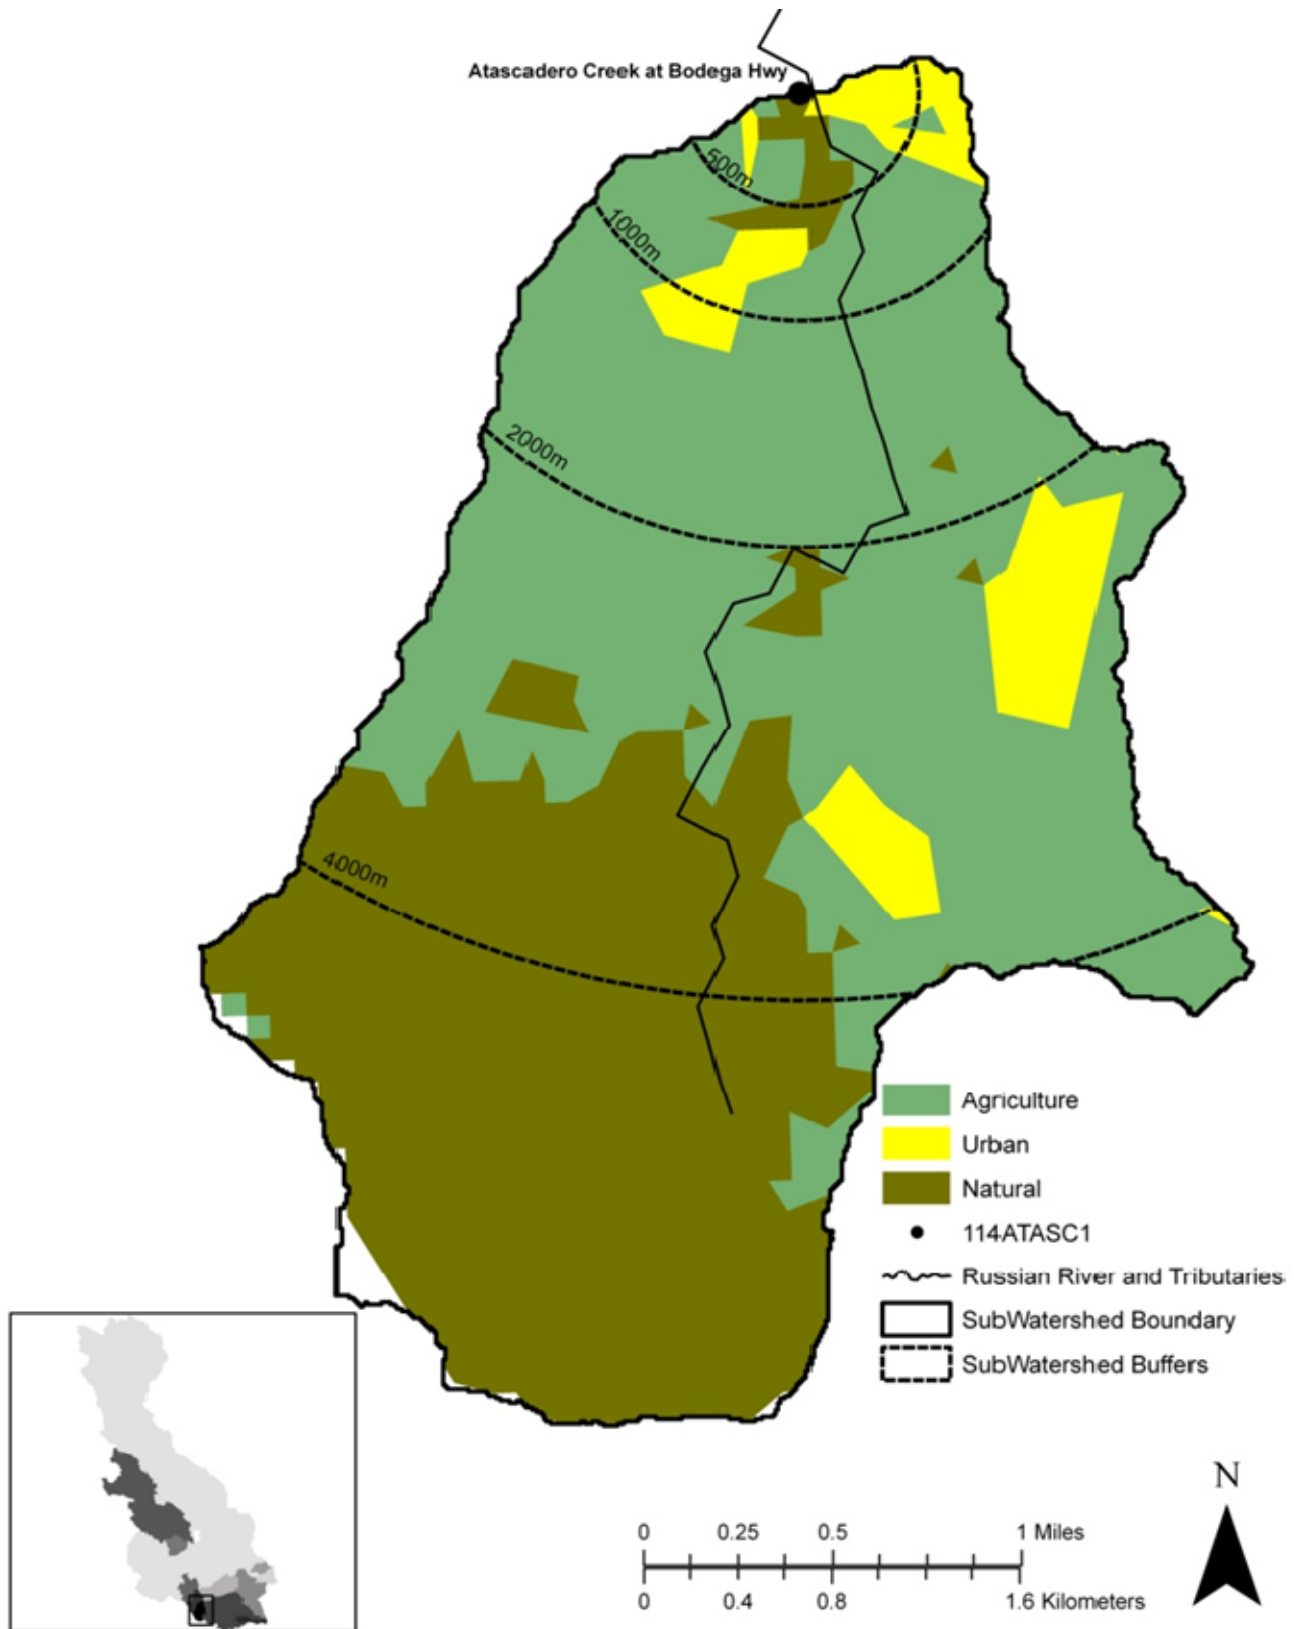 Atascadero Creek at Bodega Hwy
500m
1000m
2000m
4000m
Agriculture
Urban
Natural
114ATASC1
Russian River and Tributaries
SubWatershed Boundary
SubWatershed Buffers
N
0 0.25 0.5 1 Miles
0 0.4 0.8 1.6 Kilometers